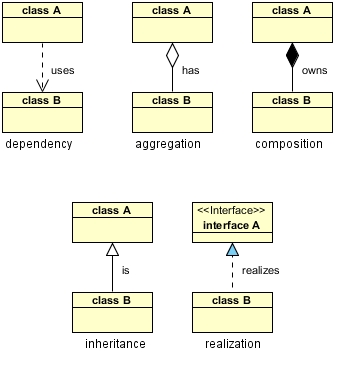 class A
class A
class A
uses
has
owns
class B
class B
class B
dependency
aggregation
composition
class A
<<Interface>>
interface A
is
realizes
class B
class B
inheritance
realization